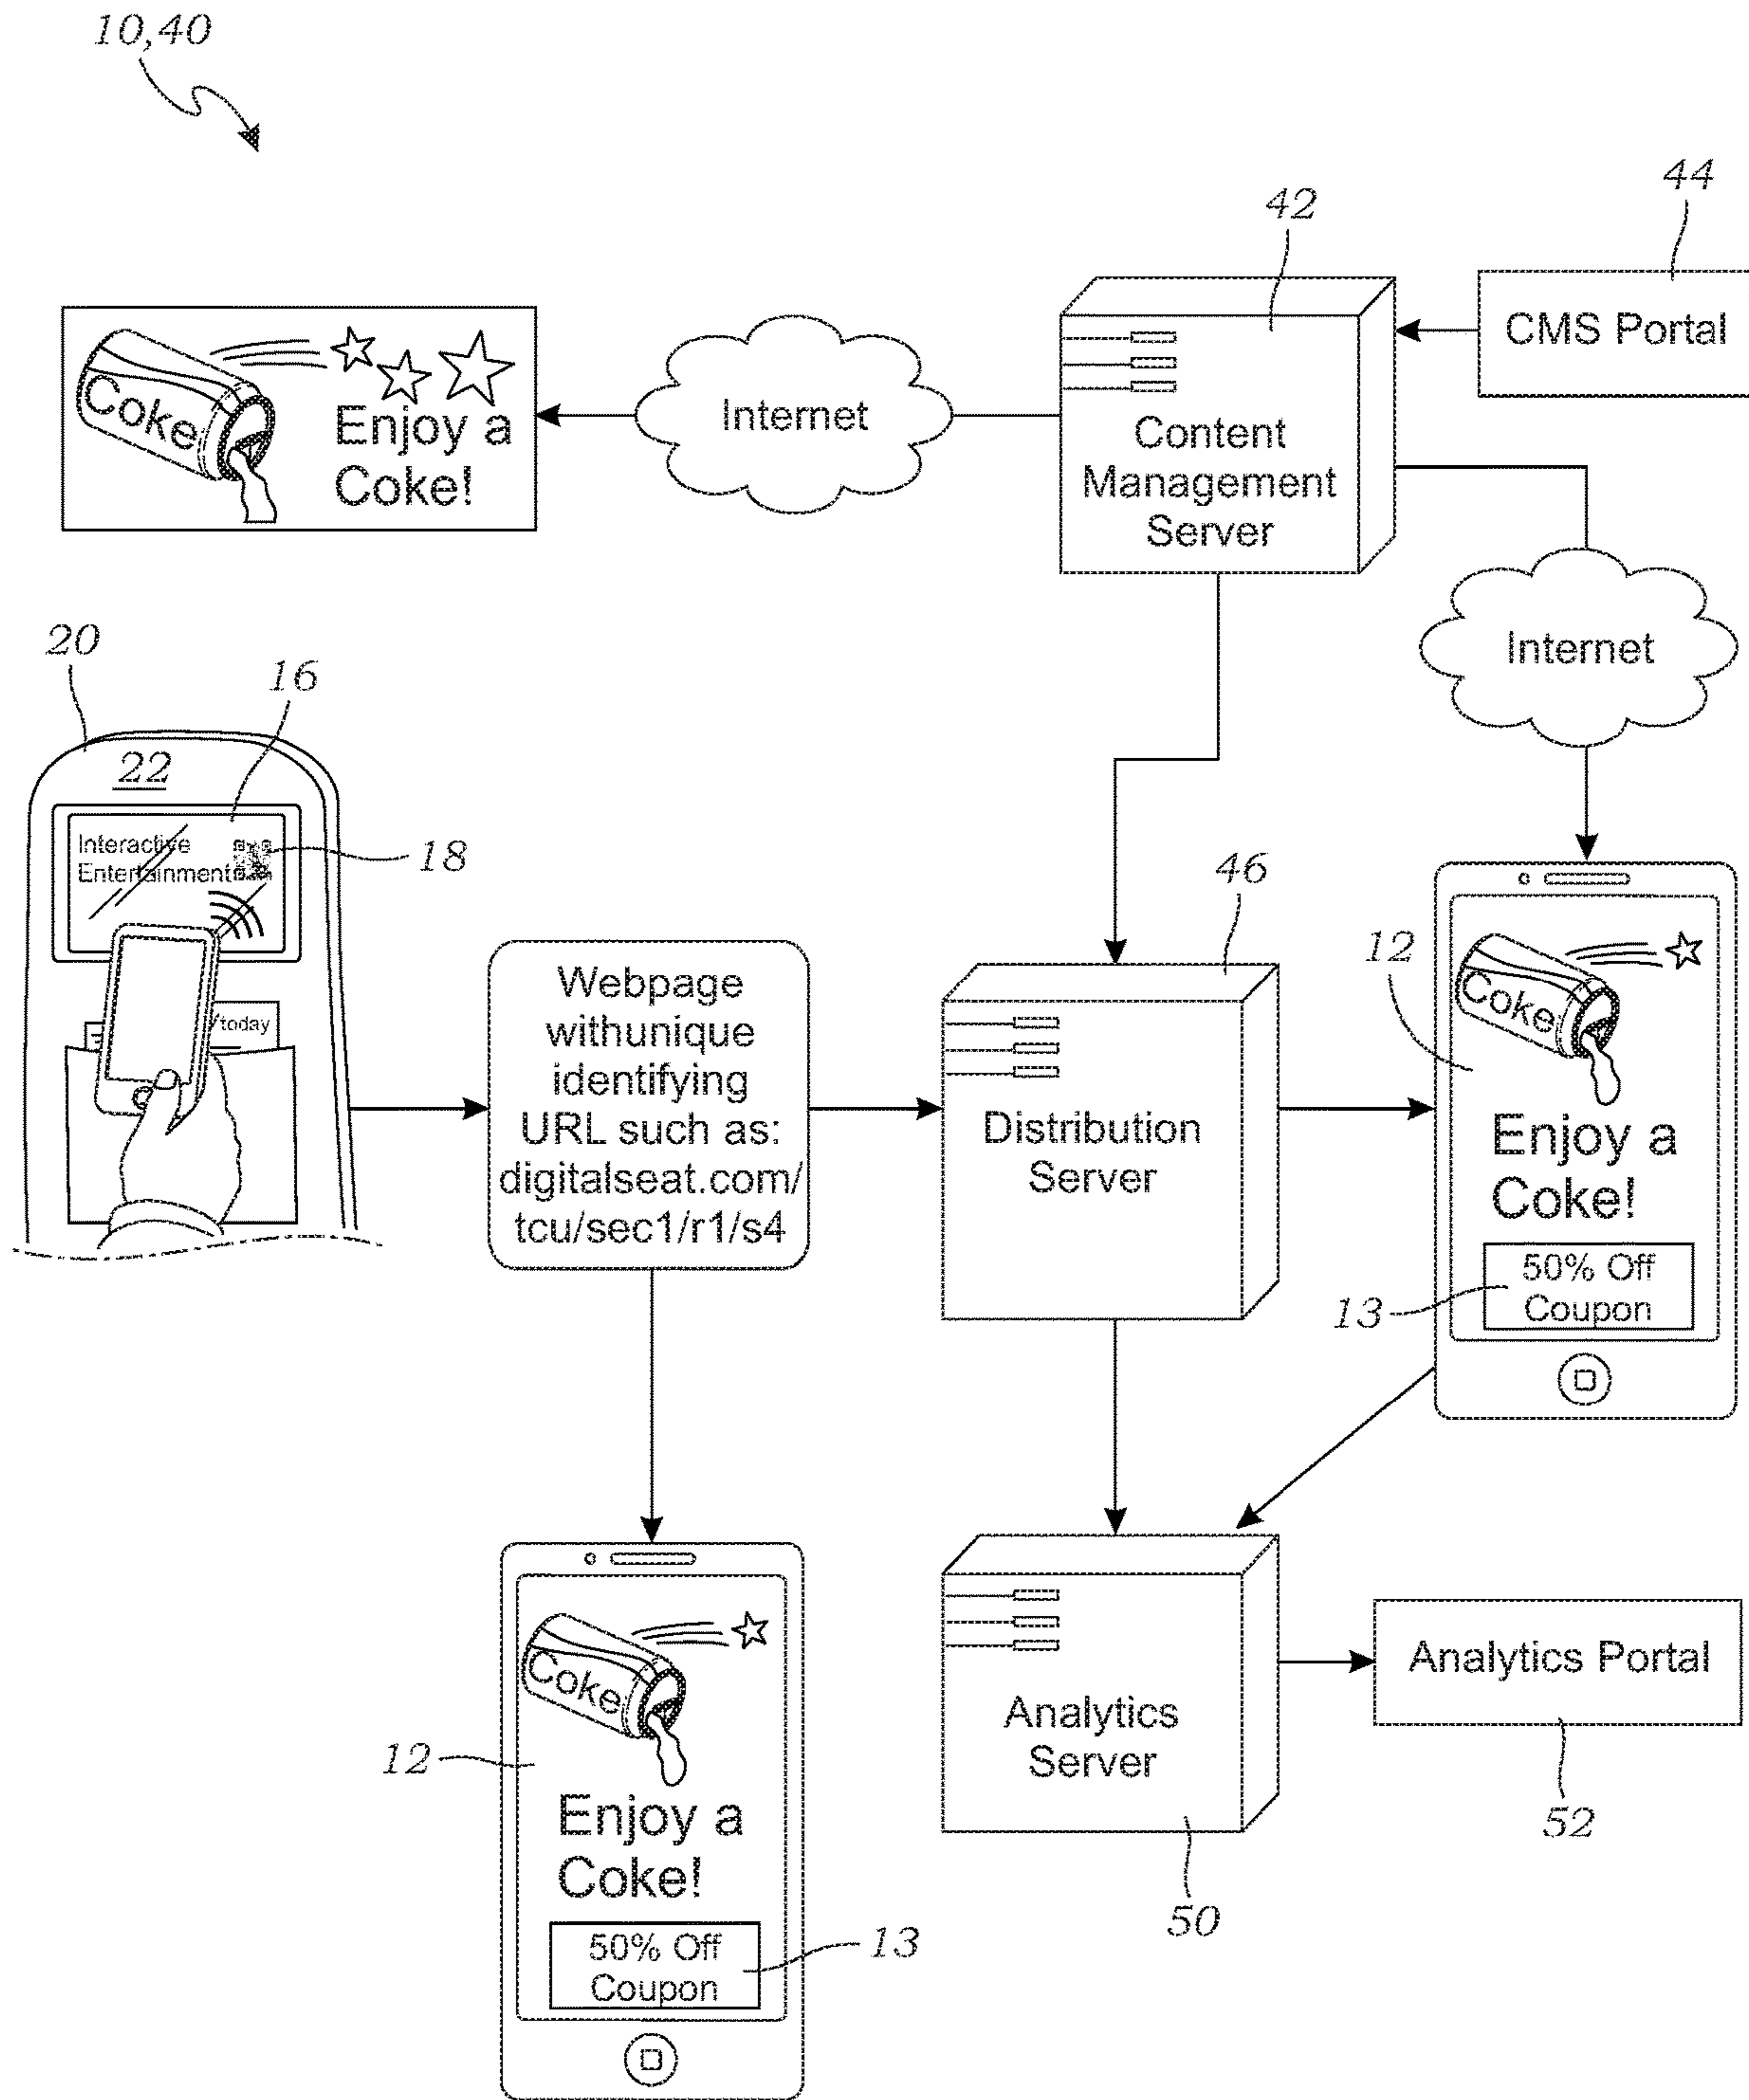 10,40
44
42
CMS Portal
Coke
Enjoy a
Coke!
Internet
Content
Management
Server
Internet
20
16
22
Interactive
Entertainment
18
today
Webpage
withunique
identifying
URL such as:
digitalseat.com/
tcu/sec1/r1/s4
46
Distribution
Server
12
Coke
Enjoy a
Coke!
50% Off
Coupon
13
Coke
12
Enjoy a
Coke!
50% Off
Coupon
13
Analytics
Server
50
Analytics Portal
52